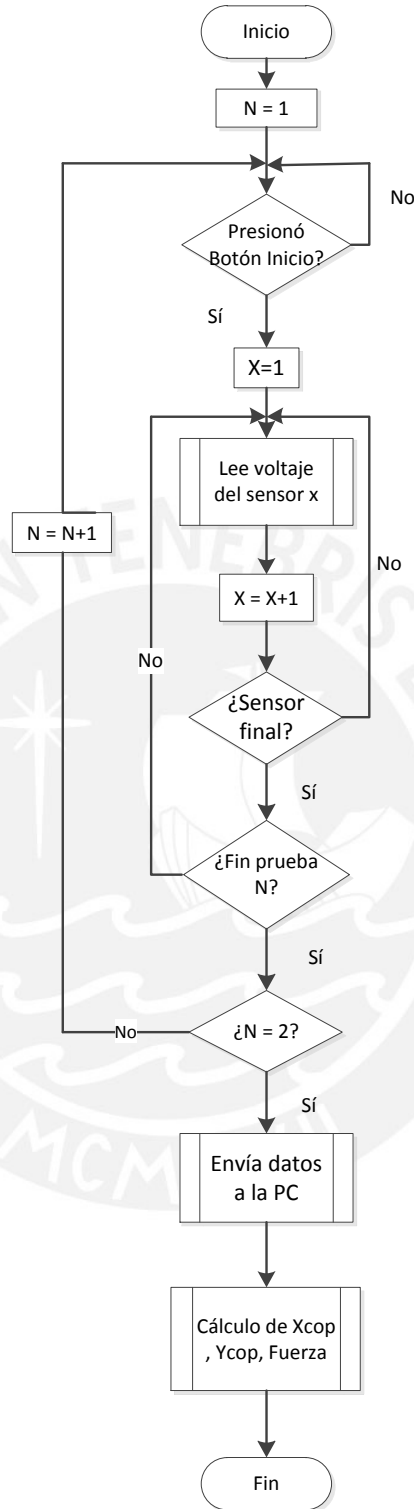 Inicio
N = 1
No
Presionó
Botón Inicio?
Sí
X=1
Lee voltaje
del sensor x
N = N+1
No
X = X+1
No
¿Sensor
final?
Sí
¿Fin prueba
N?
Sí
No
¿N = 2?
Sí
Envía datos
a la PC
Cálculo de Xcop
, Ycop, Fuerza
Fin